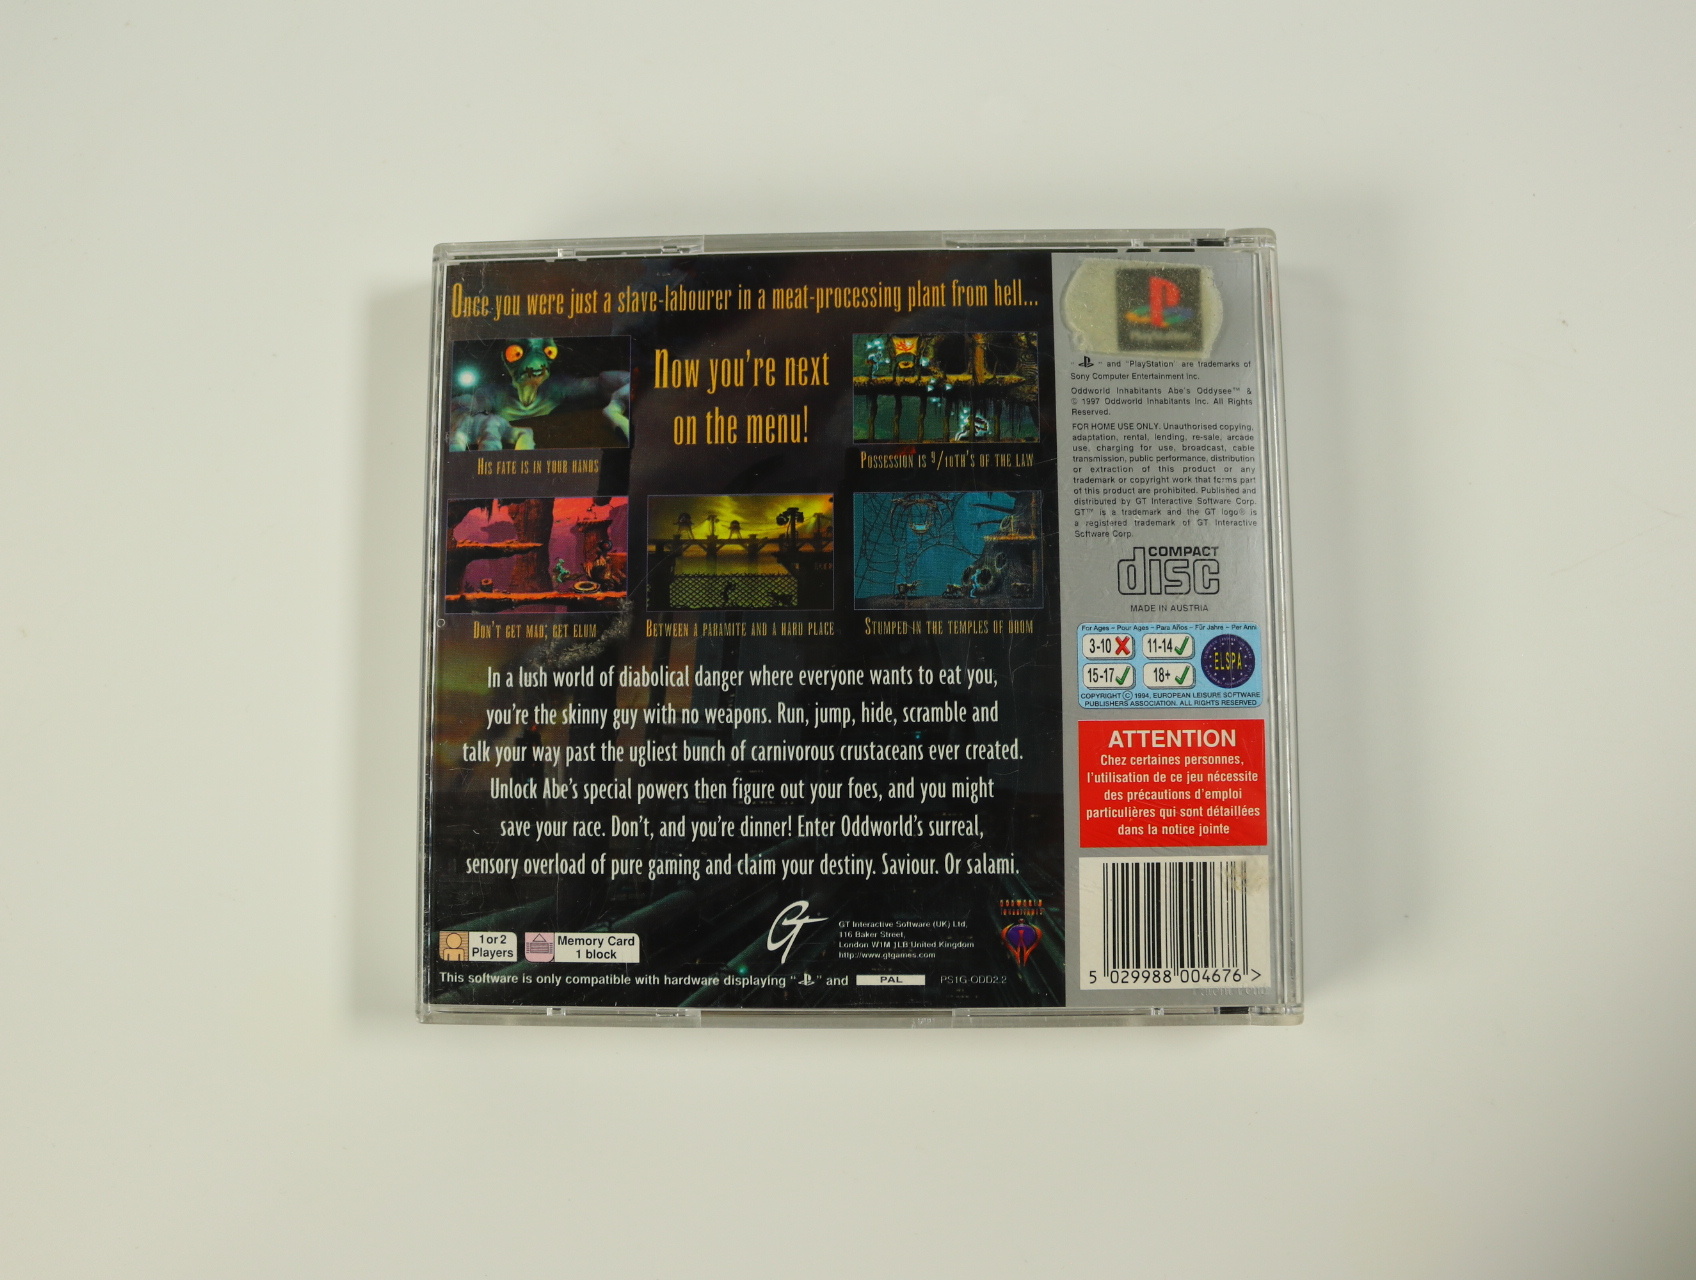 Once you were just a slave-labourer in a meat-processing plant from hell...
Now you're next
on the menu!
His fate is in your hands
Possession is 9/10th's of the law
Don't get mad; get Elum
Between a Paramite and a hard place
Stumped in the temples of doom
In a lush world of diabolical danger where everyone wants to eat you,
you're the skinny guy with no weapons. Run, jump, hide, scramble and
talk your way past the ugliest bunch of carnivorous crustaceans ever created.
Unlock Abe's special powers then figure out your foes, and you might
save your race. Don't, and you're dinner! Enter Oddworld's surreal,
sensory overload of pure gaming and claim your destiny. Saviour. Or salami.
1 or 2
Players
Memory Card
1 block
GT
GT Interactive Software (UK) Ltd,
116 Baker Street,
London W1M 1LB United Kingdom
http://www.gtgames.com
ODDWORLD
INHABITANTS
This software is only compatible with hardware displaying " " and PAL PS1G-ODD2.2
" " and "PlayStation" are trademarks of
Sony Computer Entertainment Inc.
Oddworld Inhabitants Abe's Oddysee™ &
© 1997 Oddworld Inhabitants Inc. All Rights
Reserved.
FOR HOME USE ONLY. Unauthorised copying,
adaptation, rental, lending, re-sale, arcade
use, charging for use, broadcast, cable
transmission, public performance, distribution
or extraction of this product or any
trademark or copyright work that forms part
of this product are prohibited. Published and
distributed by GT Interactive Software Corp.
GT™ is a trademark and the GT logo® is
a registered trademark of GT Interactive
Software Corp.
COMPACT
disc
MADE IN AUSTRIA
For Ages - Pour Ages - Para Años - Für Jahre - Per Anni
3-10 11-14
15-17 18+
ELSPA
COPYRIGHT © 1994, EUROPEAN LEISURE SOFTWARE
PUBLISHERS ASSOCIATION. ALL RIGHTS RESERVED
ATTENTION
Chez certaines personnes,
l'utilisation de ce jeu nécessite
des précautions d'emploi
particulières qui sont détaillées
dans la notice jointe
5 029988 004676 >